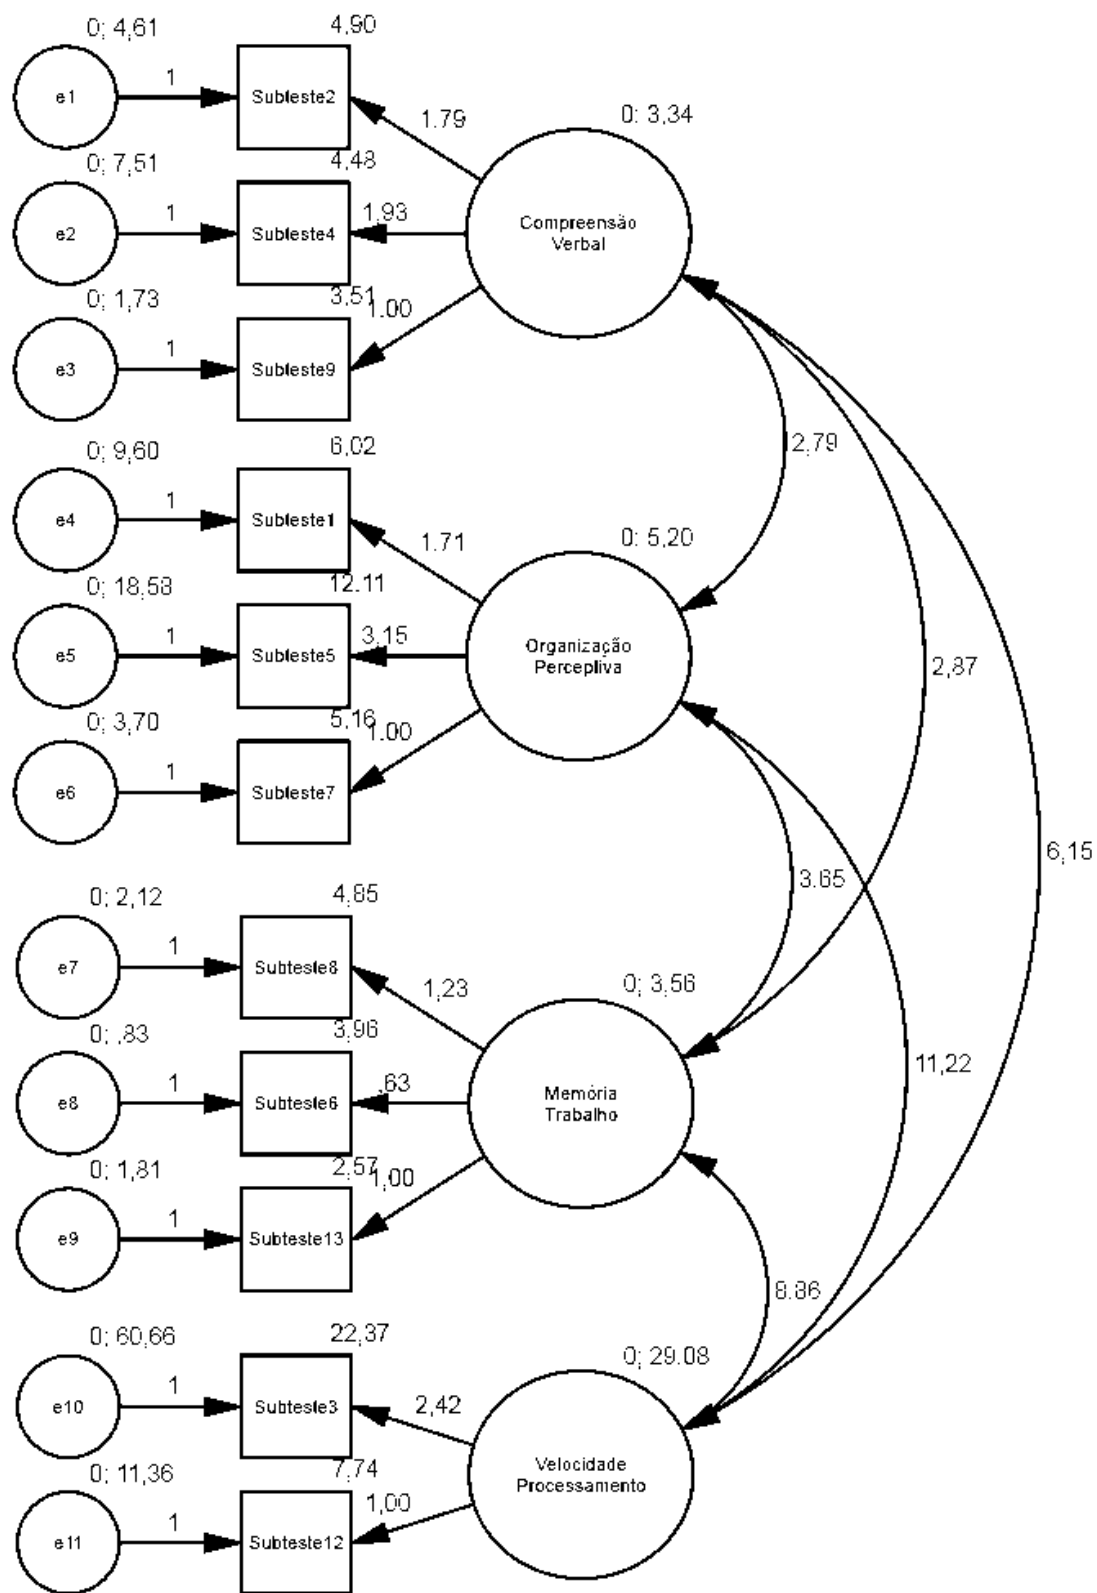 0; 4,61
4,90
1
e1
Subteste2
1.79
0: 3,34
0; 7,51
4,48
1
1,93
e2
Subteste4
Compreensão
Verbal
0; 1,73
3,51
1.00
1
e3
Subteste9
2,79
0; 9,60
6,02
1
e4
Subteste1
1.71
0: 5,20
0; 18,58
12.11
1
3,15
e5
Subteste5
Organização
Perceptiva
2,87
0; 3,70
5,16
1.00
1
e6
Subteste7
6,15
3.65
0; 2,12
4,85
1
e7
Subteste8
1,23
0; 3,56
0; ,83
3,96
1
,63
11,22
e8
Subteste6
Memória
Trabalho
0; 1,81
2,57
1,00
1
e9
Subteste13
8.86
0; 60,66
22,37
0; 29.08
1
2,42
e10
Subteste3
0; 11,36
7,74
Velocidade
Processamento
1
1,00
e11
Subteste12